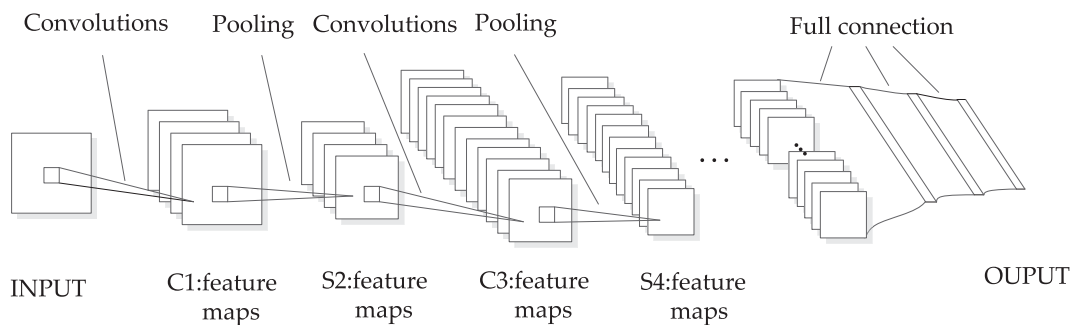 Convolutions Pooling Convolutions Pooling Full connection
...
INPUT C1:feature maps S2:feature maps C3:feature maps S4:feature maps OUPUT